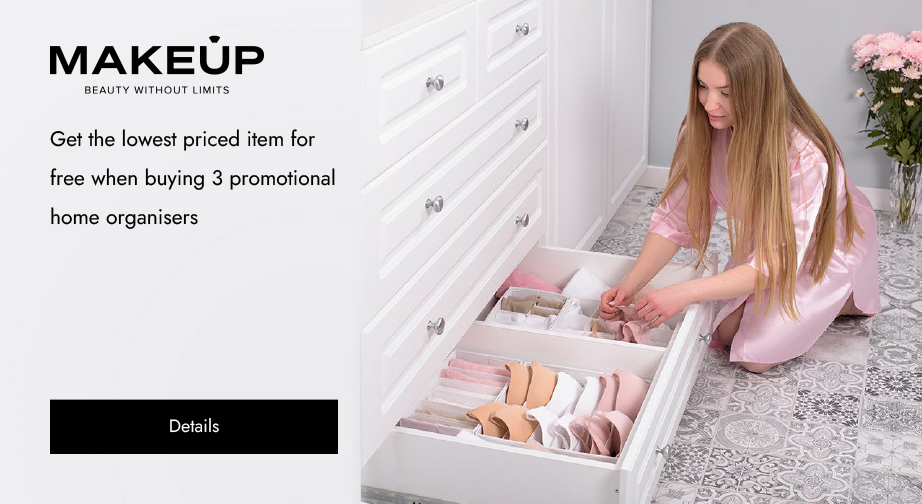 MAKEUP
BEAUTY WITHOUT LIMITS
Get the lowest priced item for
free when buying 3 promotional
home organisers
Details